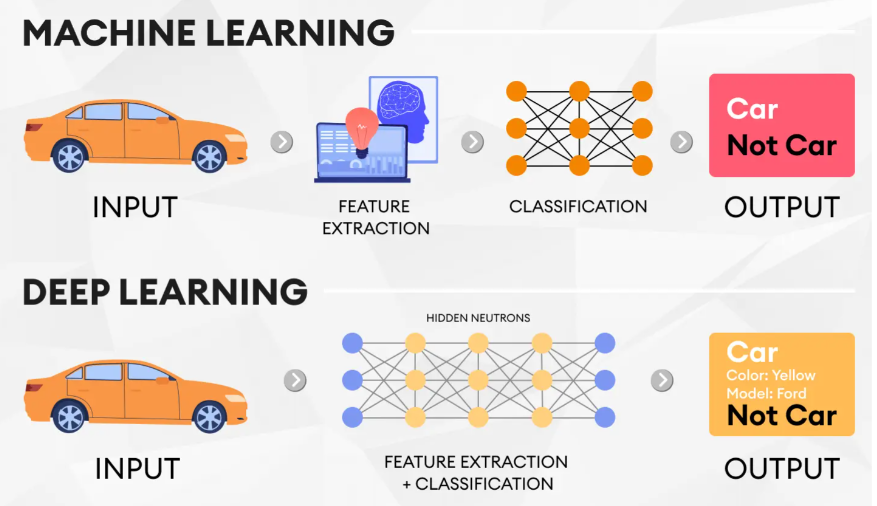 MACHINE LEARNING
INPUT
FEATURE
EXTRACTION
CLASSIFICATION
Car
Not Car
OUTPUT
DEEP LEARNING
HIDDEN NEUTRONS
INPUT
FEATURE EXTRACTION
+ CLASSIFICATION
Car
Color: Yellow
Model: Ford
Not Car
OUTPUT